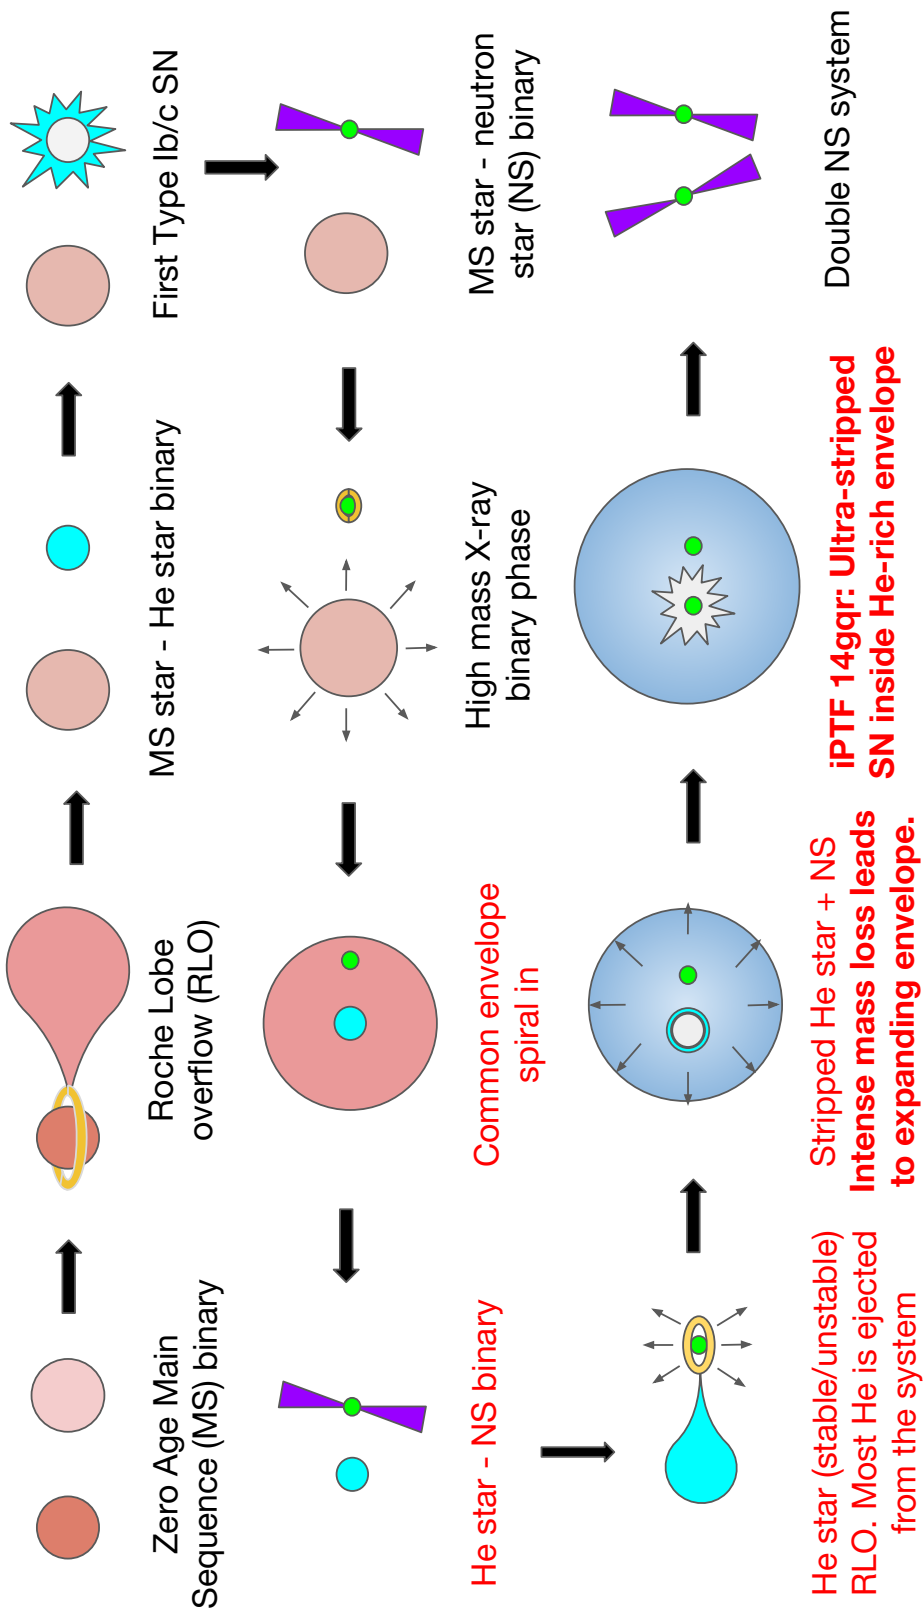 Zero Age Main
Sequence (MS) binary
Roche Lobe
overflow (RLO)
MS star - He star binary
First Type Ib/c SN
MS star - neutron
star (NS) binary
High mass X-ray
binary phase
Common envelope
spiral in
He star - NS binary
He star (stable/unstable)
RLO. Most He is ejected
from the system
Stripped He star + NS
Intense mass loss leads
to expanding envelope.
iPTF 14gqr: Ultra-stripped
SN inside He-rich envelope
Double NS system